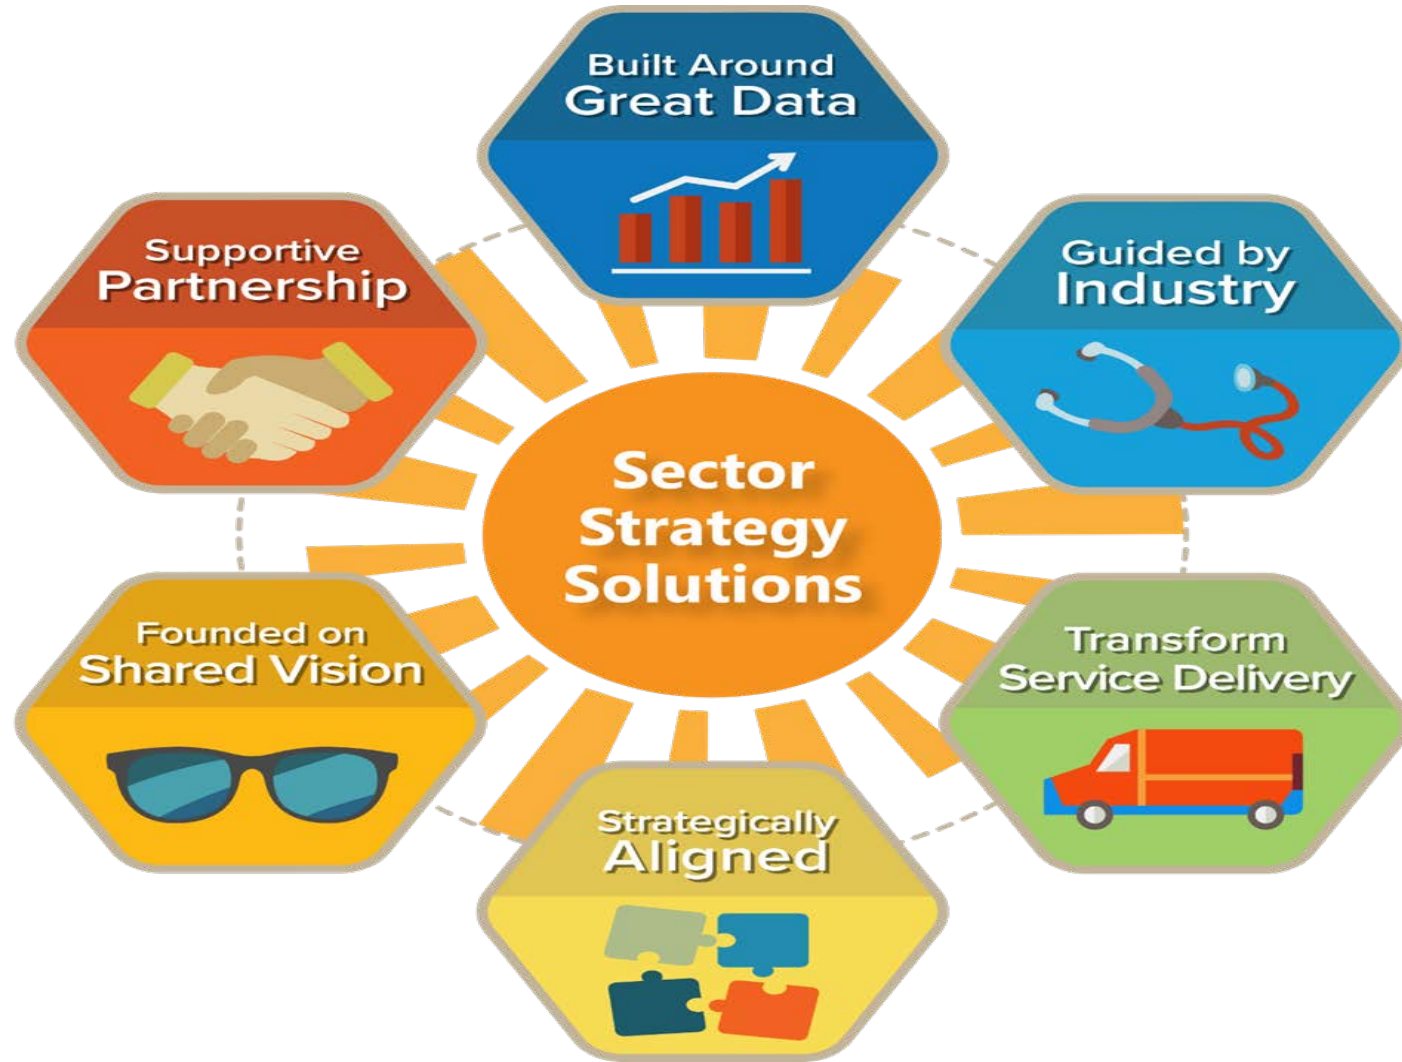 Built Around
Great Data
Guided by
Industry
Transform
Service Delivery
Strategically
Aligned
Founded on
Shared Vision
Supportive
Partnership
Sector
Strategy
Solutions